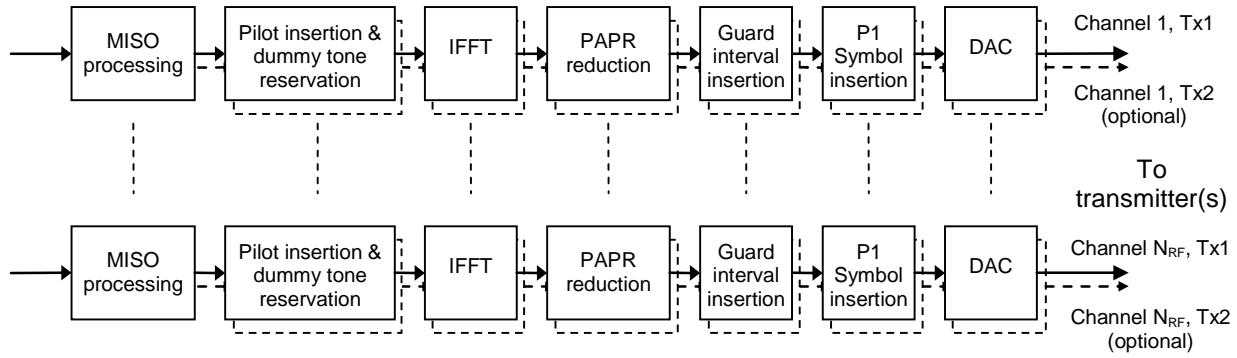 MISO
processing
Pilot insertion &
dummy tone
reservation
IFFT
PAPR
reduction
Guard
interval
insertion
P1
Symbol
insertion
DAC
Channel 1, Tx1
Channel 1, Tx2
(optional)
To
transmitter(s)
MISO
processing
Pilot insertion &
dummy tone
reservation
IFFT
PAPR
reduction
Guard
interval
insertion
P1
Symbol
insertion
DAC
Channel NRF, Tx1
Channel NRF, Tx2
(optional)